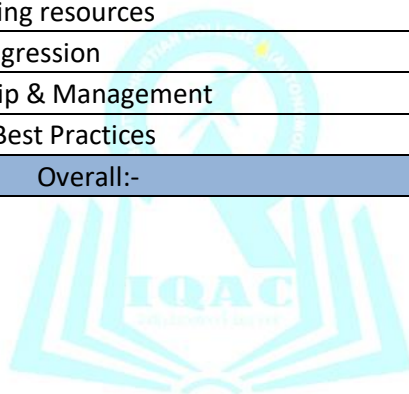 ing resources
gression
ip & Management
Best Practices
Overall:-
IQAC